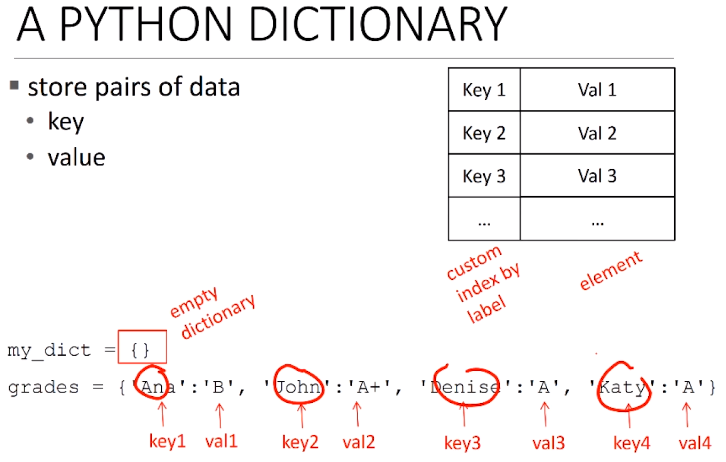 A PYTHON DICTIONARY
▪ store pairs of data
• key
• value
Key 1 Val 1
Key 2 Val 2
Key 3 Val 3
... ...
custom
index by
label
element
empty
dictionary
my_dict = {}
grades = {'Ana':'B', 'John':'A+', 'Denise':'A', 'Katy':'A'}
key1 val1 key2 val2 key3 val3 key4 val4